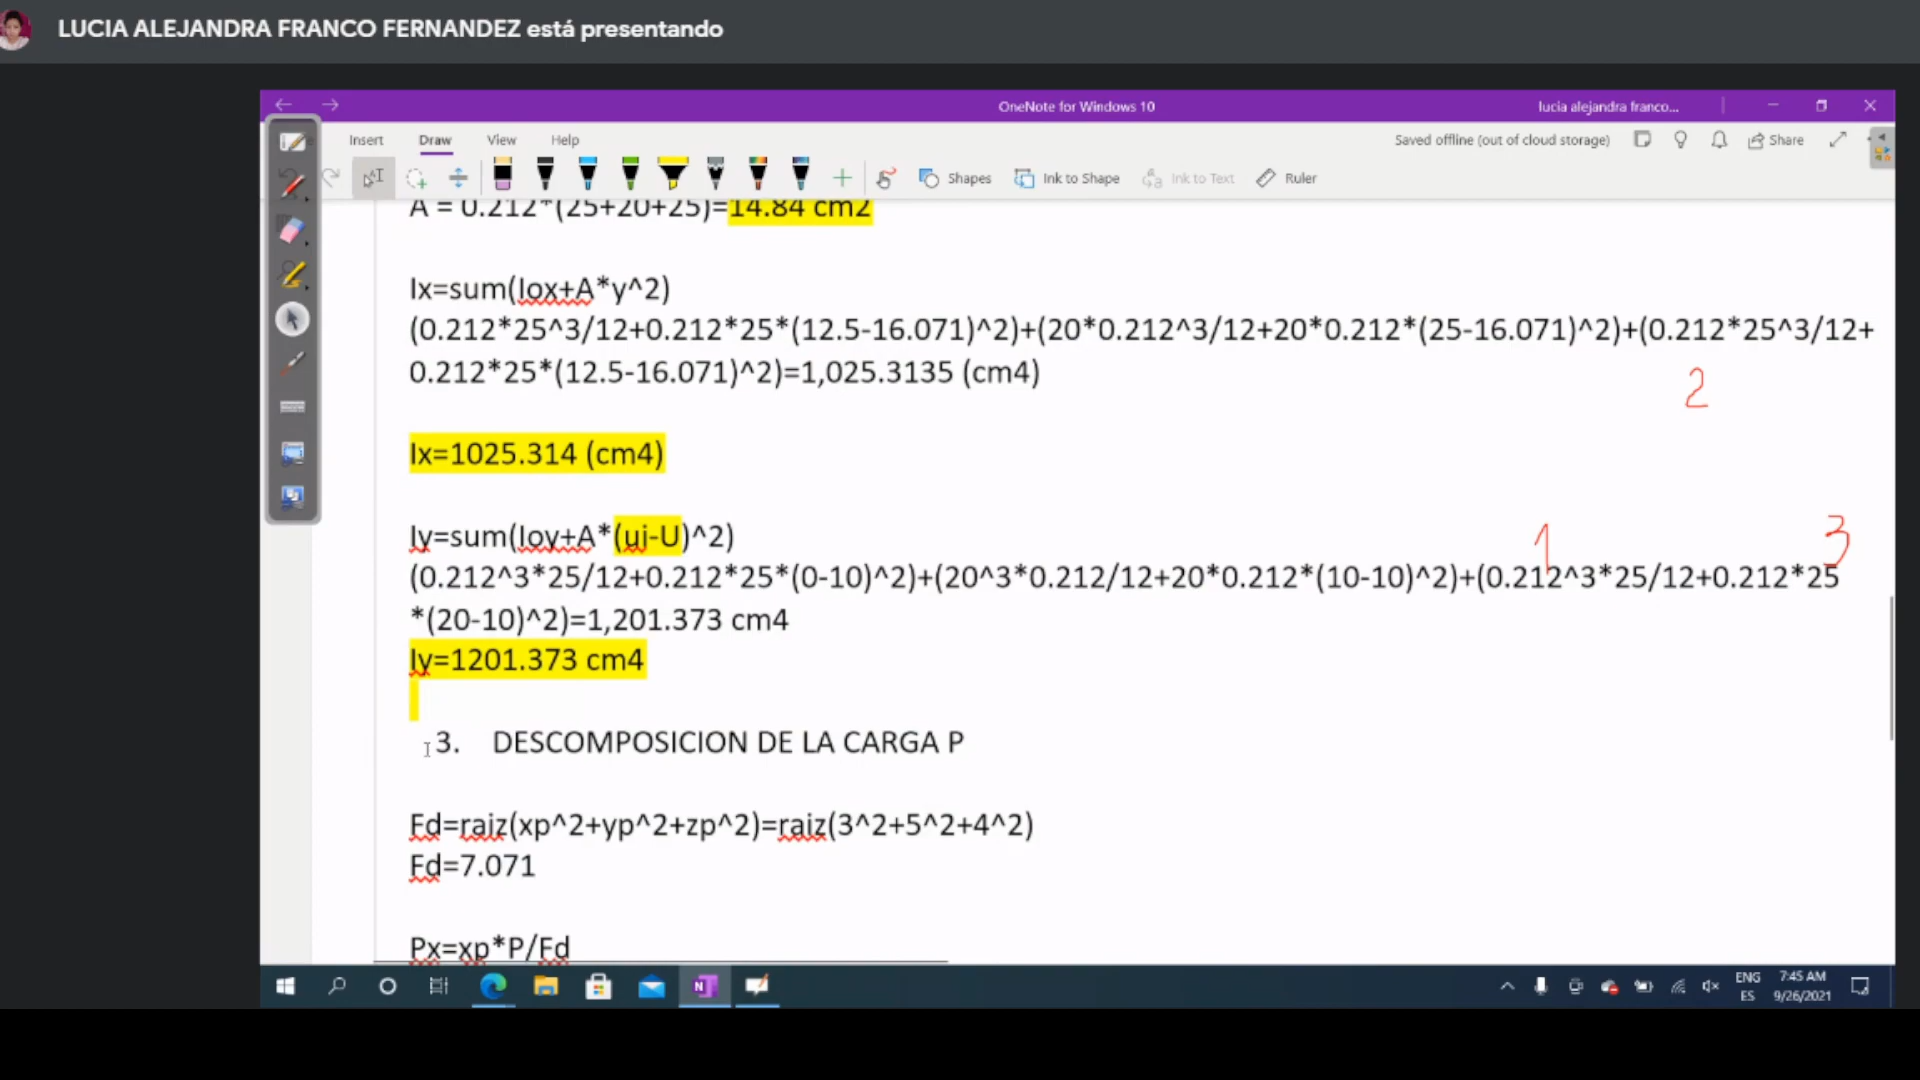 LUCIA ALEJANDRA FRANCO FERNANDEZ está presentando
OneNote for Windows 10
lucia alejandra franco...
Insert Draw View Help
Saved offline (out of cloud storage)
Share
Shapes
Ink to Shape
Ink to Text
Ruler
A = 0.212*(25+20+25)=14.84 cm2
Ix=sum(Iox+A*y^2)
(0.212*25^3/12+0.212*25*(12.5-16.071)^2)+(20*0.212^3/12+20*0.212*(25-16.071)^2)+(0.212*25^3/12+
0.212*25*(12.5-16.071)^2)=1,025.3135 (cm4)
2
Ix=1025.314 (cm4)
1
3
Iy=sum(Ioy+A*(uj-U)^2)
(0.212^3*25/12+0.212*25*(0-10)^2)+(20^3*0.212/12+20*0.212*(10-10)^2)+(0.212^3*25/12+0.212*25
*(20-10)^2)=1,201.373 cm4
Iy=1201.373 cm4
3. DESCOMPOSICION DE LA CARGA P
Fd=raiz(xp^2+yp^2+zp^2)=raiz(3^2+5^2+4^2)
Fd=7.071
Px=xp*P/Fd
ENG
ES
7:45 AM
9/26/2021